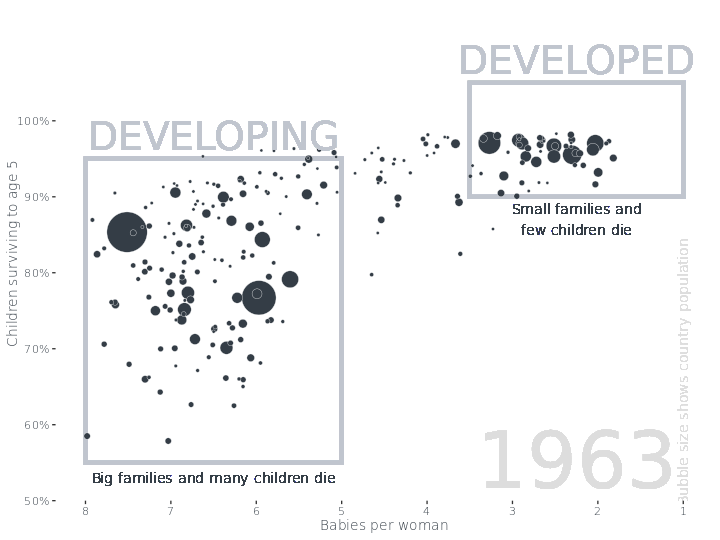 DEVELOPED
DEVELOPING
100%
90%
80%
70%
60%
50%
Children surviving to age 5
Small families and
few children die
Big families and many children die
Bubble size shows country population
1963
8 7 6 5 4 3 2 1
Babies per woman